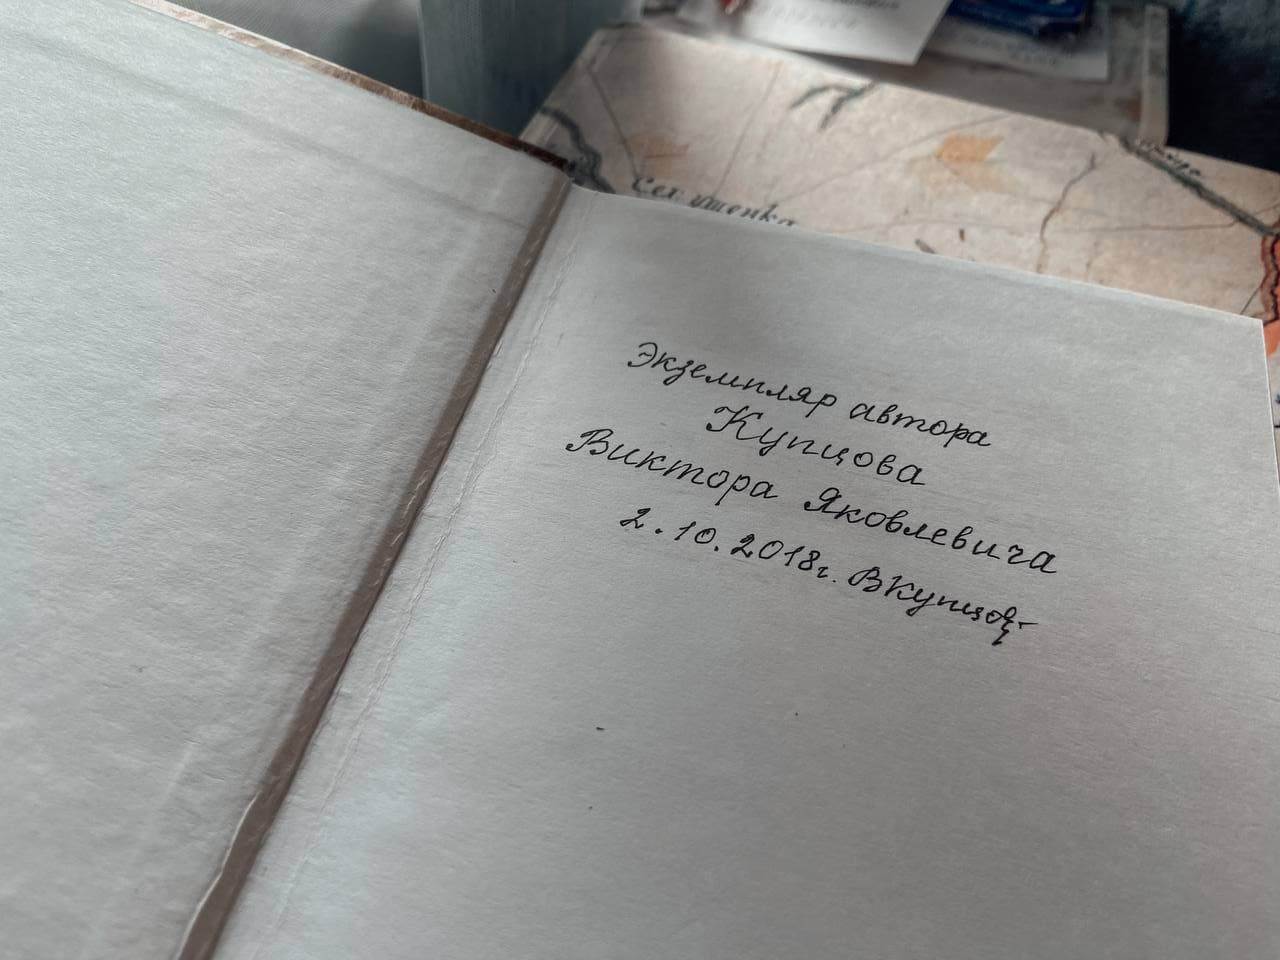 Экземпляр автора
Купцова
Виктора Яковлевича
2.10.2018г. ВКупцов